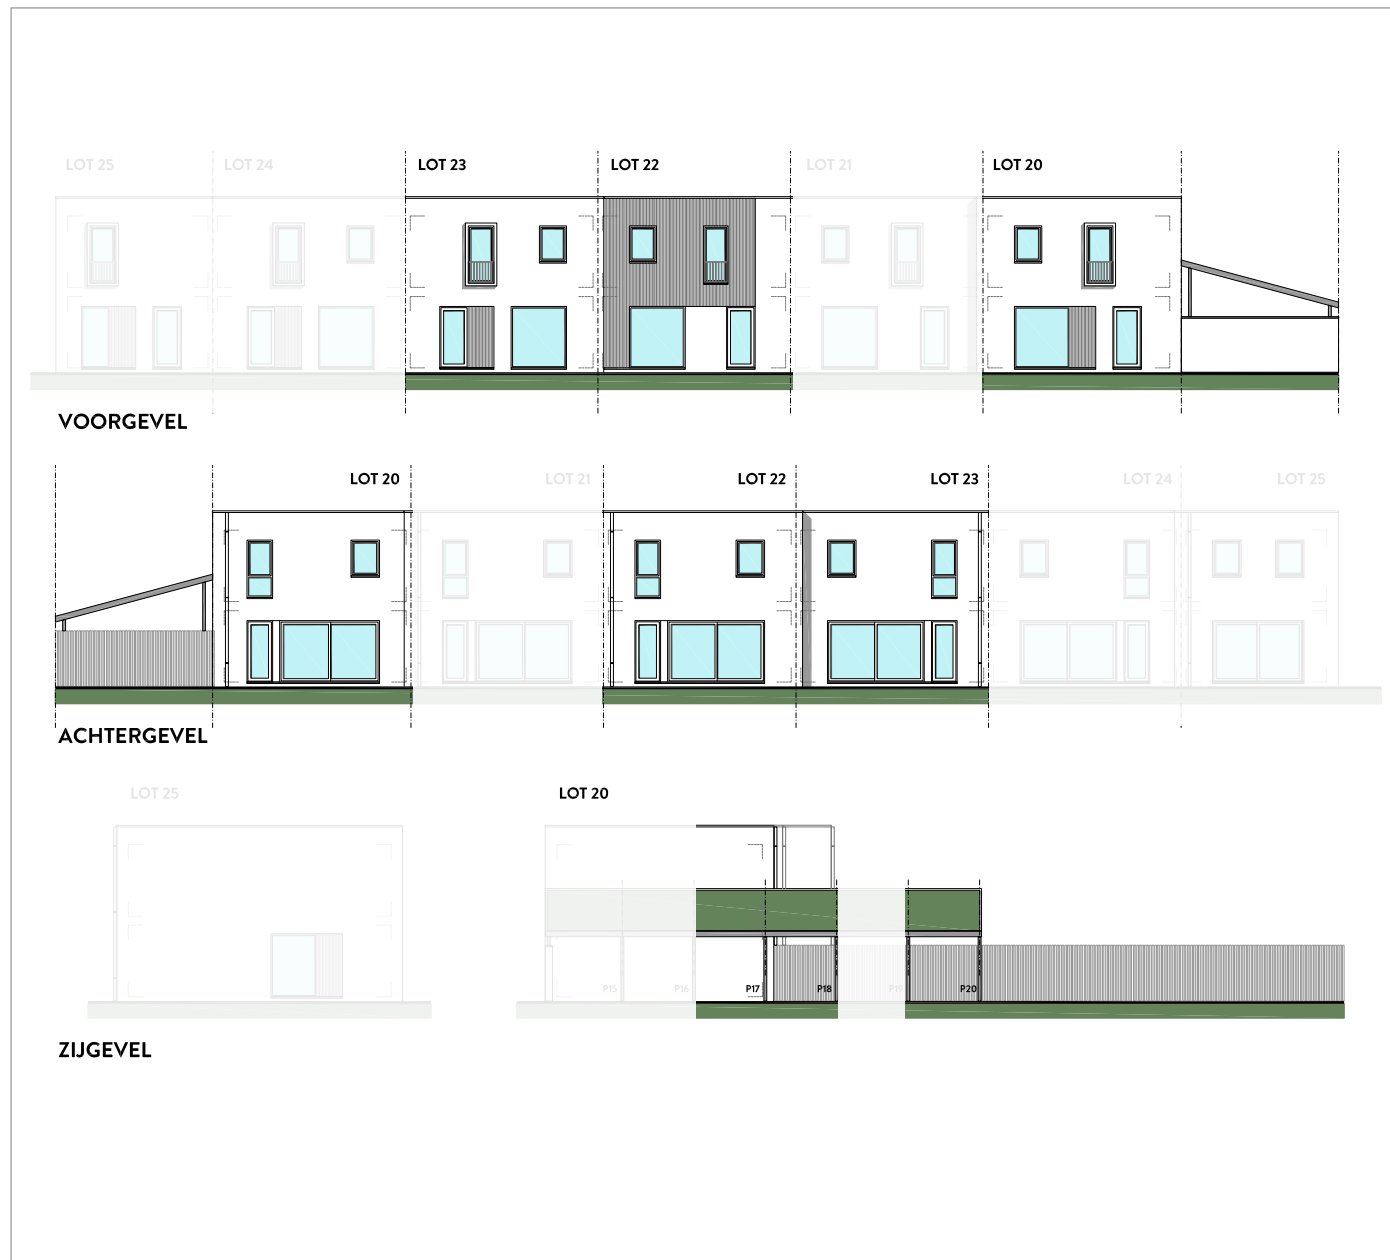 LOT 25 LOT 24 LOT 23 LOT 22 LOT 21 LOT 20
VOORGEVEL
LOT 20 LOT 21 LOT 22 LOT 23 LOT 24 LOT 25
ACHTERGEVEL
LOT 25 LOT 20
P15 P16 P17 P18 P19 P20
ZIJGEVEL